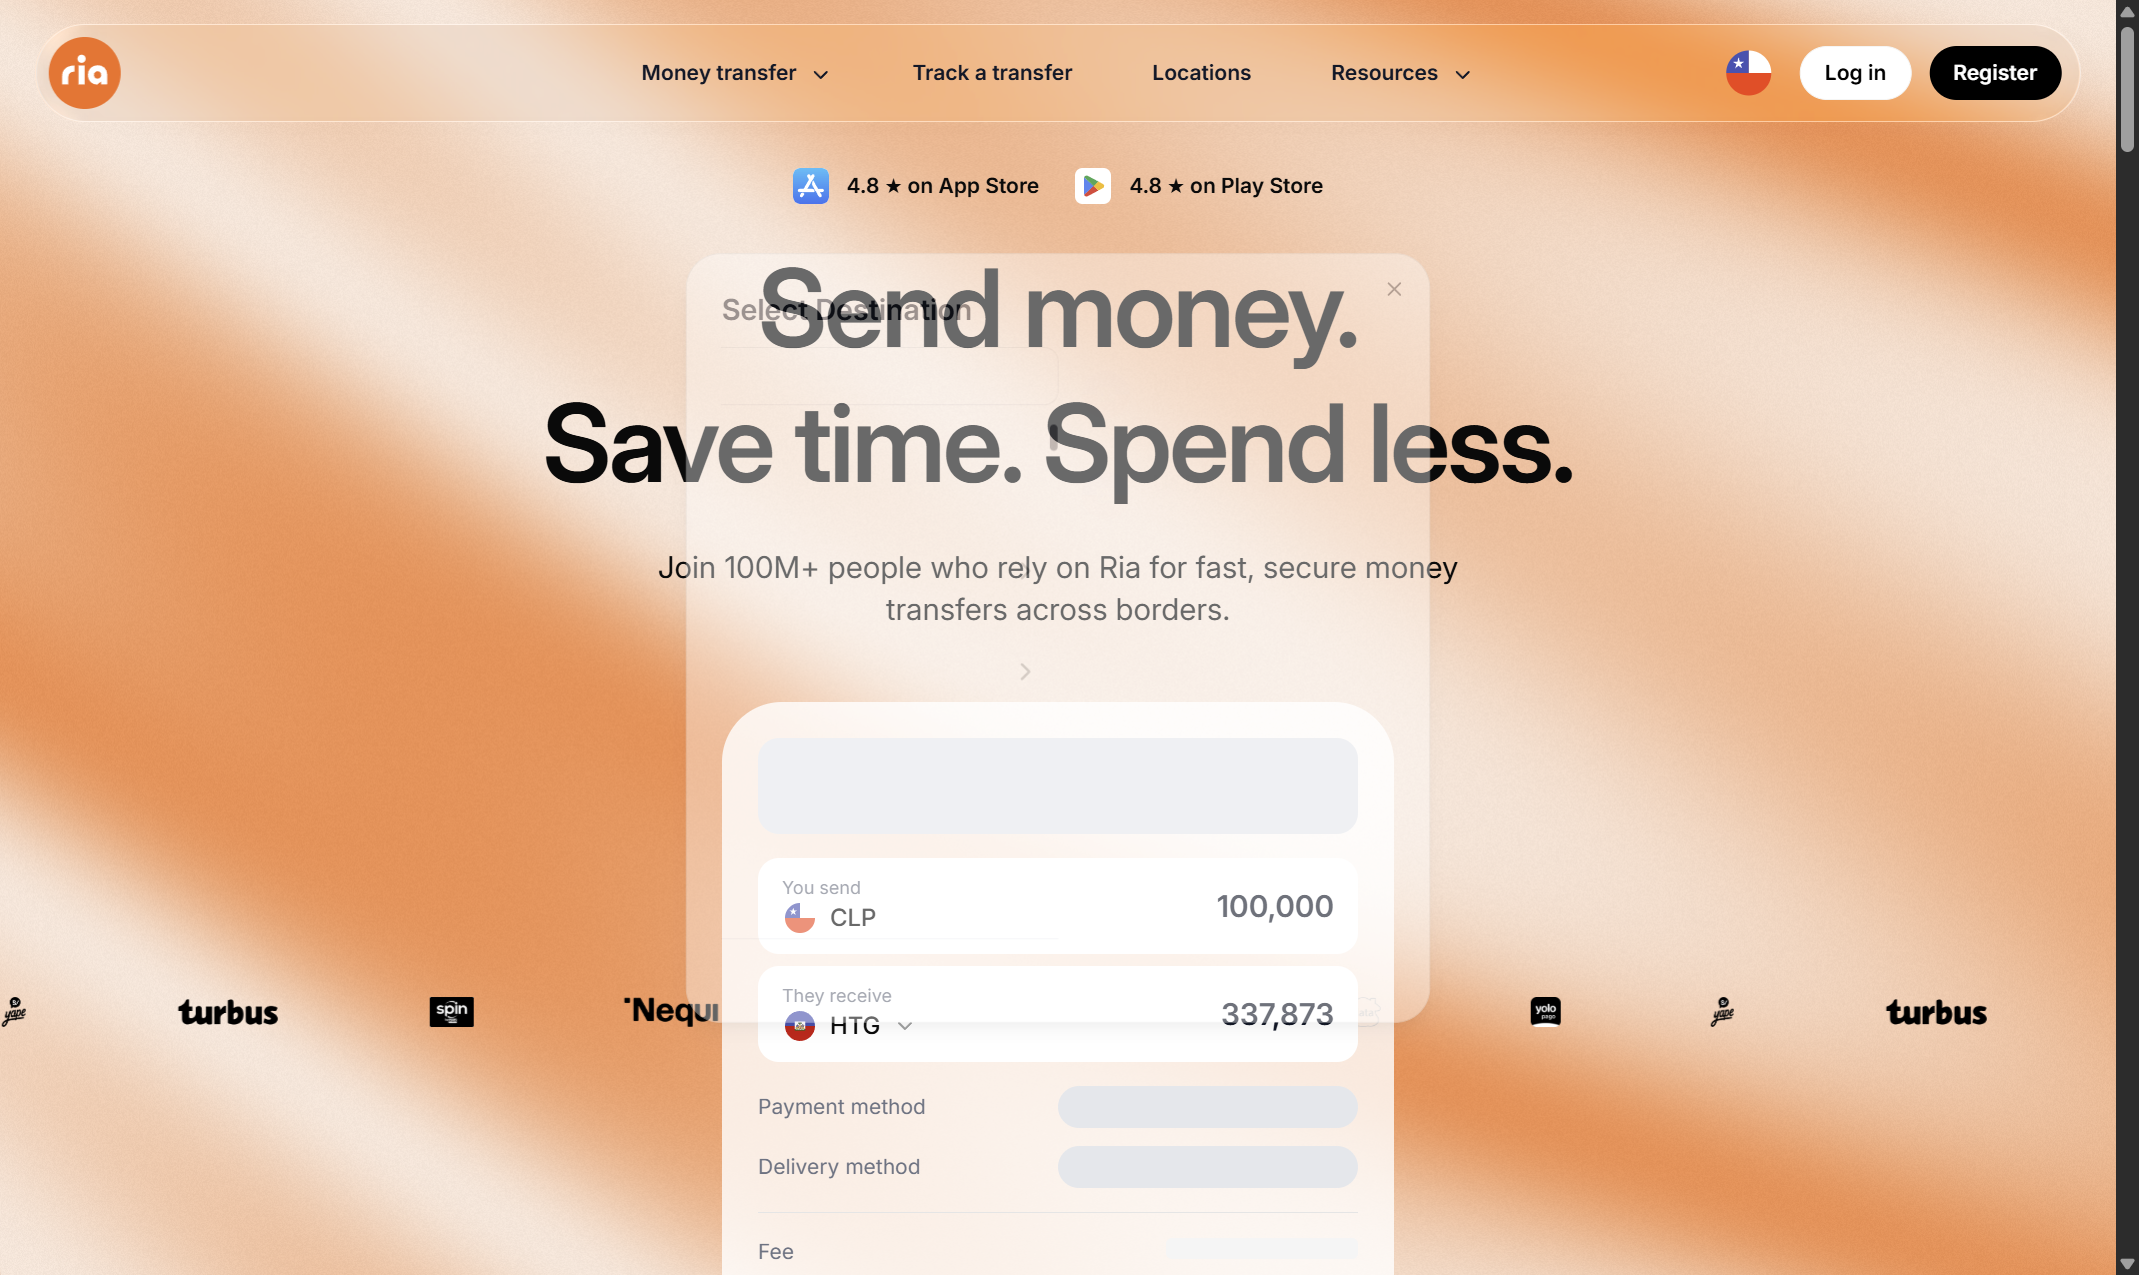 ria
Money transfer
Track a transfer
Locations
Resources
Log in
Register
4.8 ★ on App Store
4.8 ★ on Play Store
Select Destination
Send money.
Save time. Spend less.
Join 100M+ people who rely on Ria for fast, secure money
transfers across borders.
You send
CLP
100,000
They receive
HTG
337,873
yape
turbus
spin
Nequi
yolo
pago
yape
turbus
Payment method
Delivery method
Fee